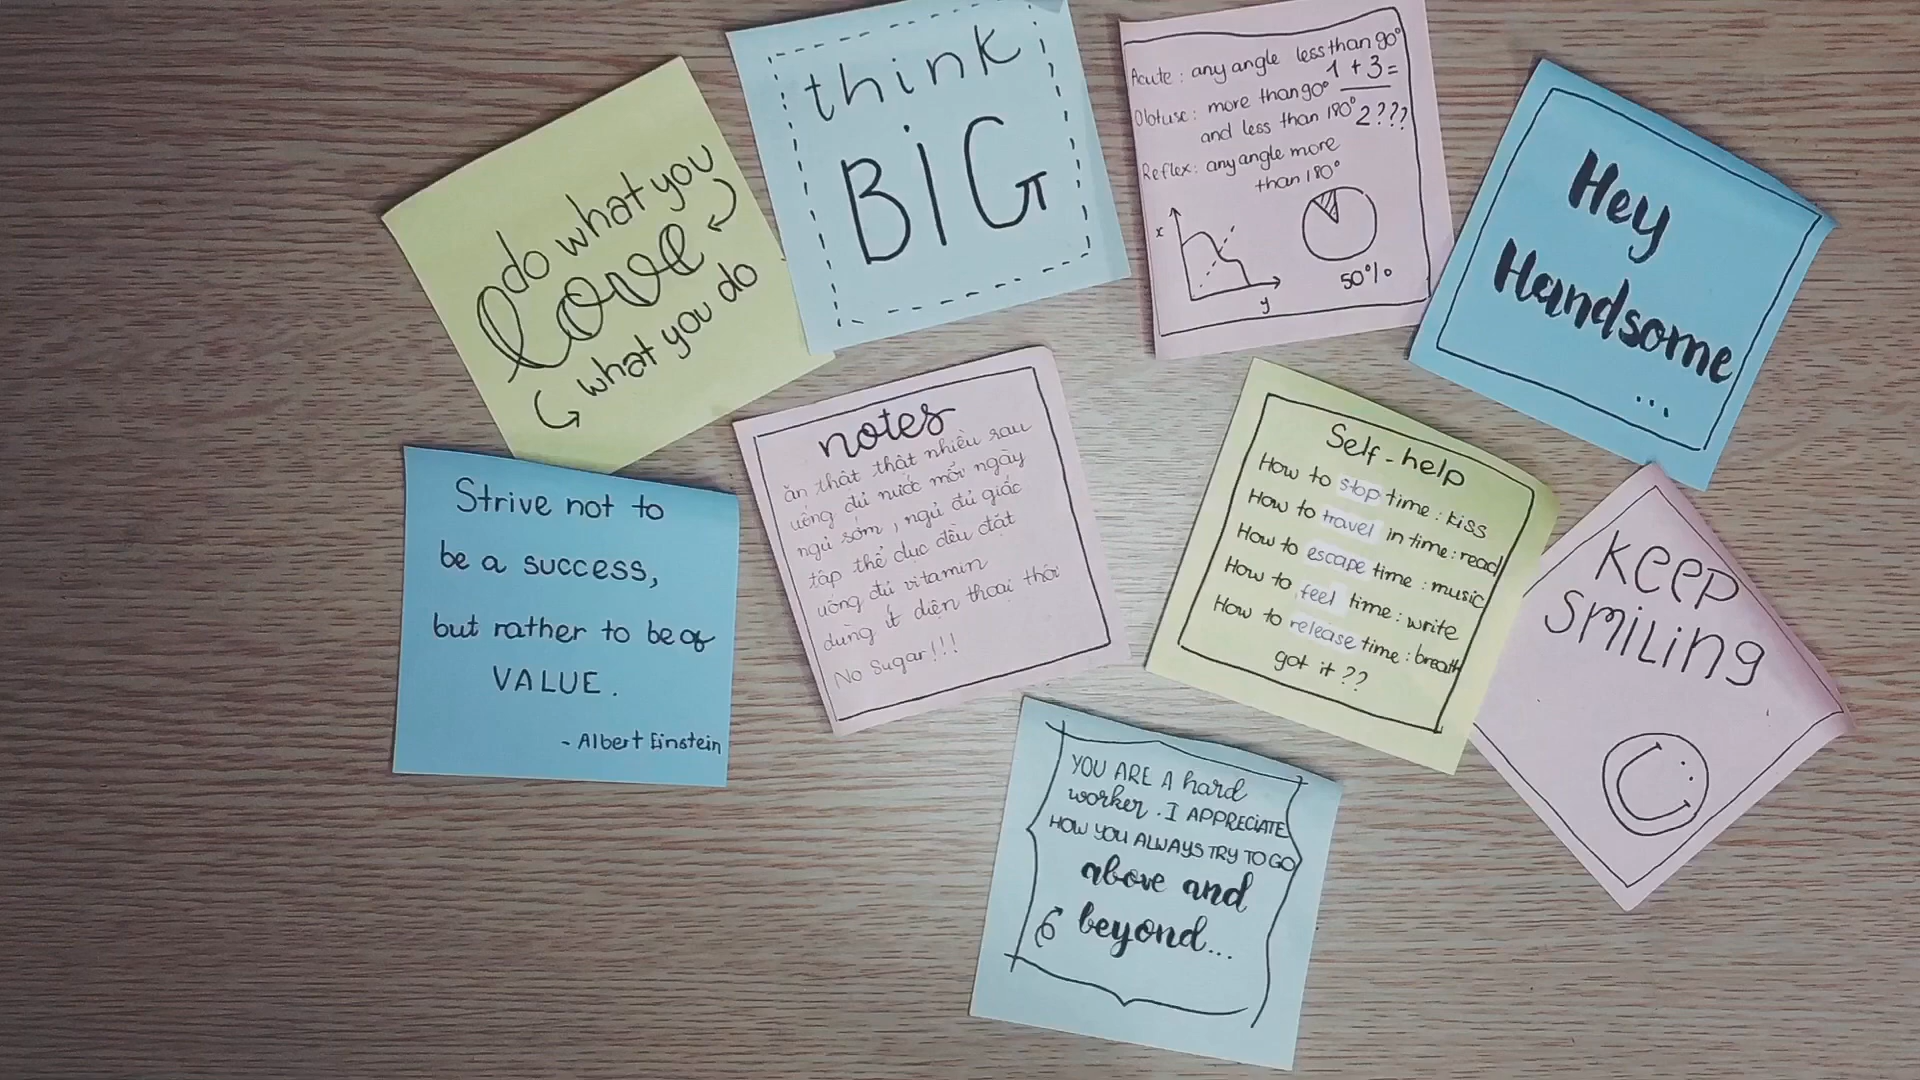 do what you
love
what you do
think
BIG
Acute: any angle less than 90°
Obtuse: more than 90°
and less than 180°
Reflex: any angle more
than 180°
1 + 3 =
2???
x
y
50%
Hey
Handsome
...
Strive not to
be a success,
but rather to be of
VALUE.
- Albert Einstein
notes
ăn thật thật nhiều rau
uống đủ nước mỗi ngày
ngủ sớm, ngủ đủ giấc
tập thể dục đều đặt
uống đủ vitamin
dùng ít điện thoại thôi
No Sugar!!!
Self-help
How to stop time: kiss
How to travel in time: read
How to escape time: music
How to feel time: write
How to release time: breath
got it??
KEEP
SMILING
YOU ARE A hard
worker. I APPRECIATE
HOW YOU ALWAYS TRY TO GO
above and
beyond...